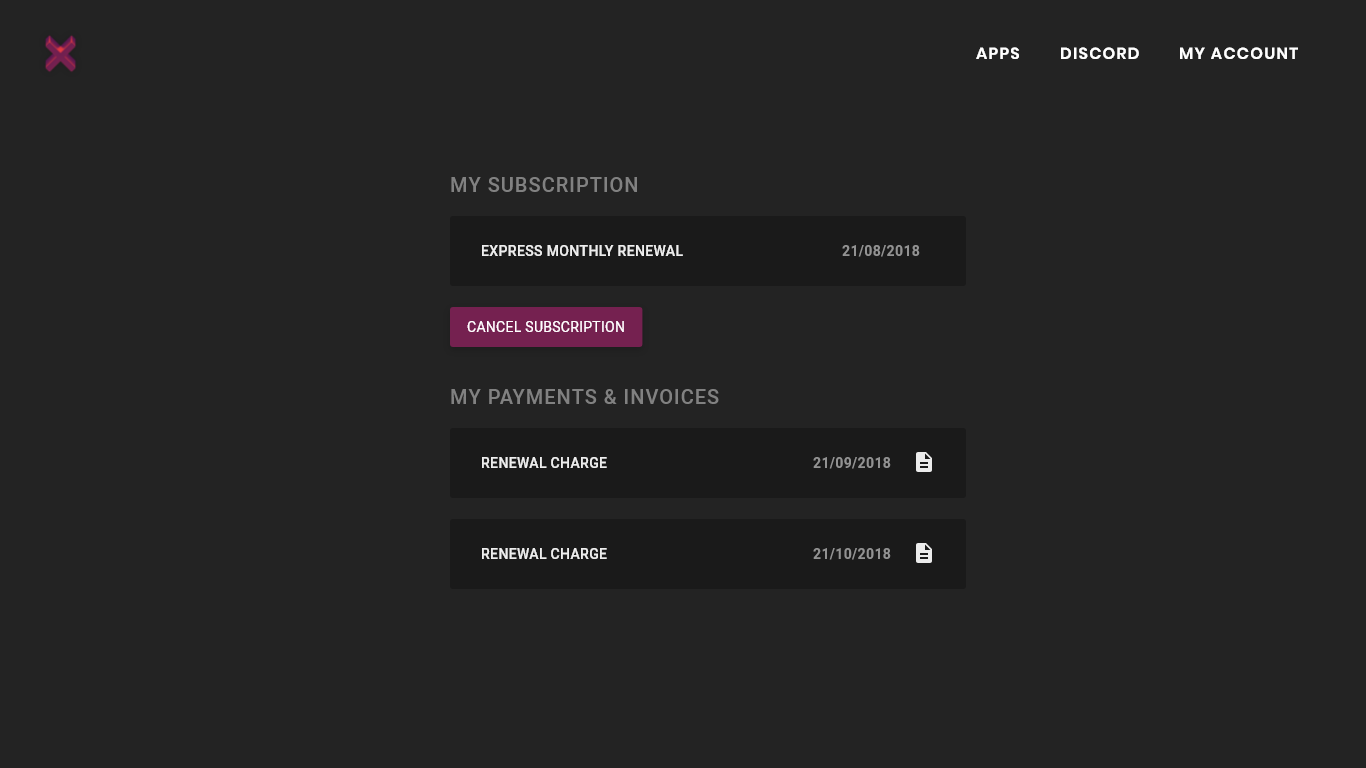 APPS DISCORD MY ACCOUNT
MY SUBSCRIPTION
EXPRESS MONTHLY RENEWAL 21/08/2018
CANCEL SUBSCRIPTION
MY PAYMENTS & INVOICES
RENEWAL CHARGE 21/09/2018
RENEWAL CHARGE 21/10/2018